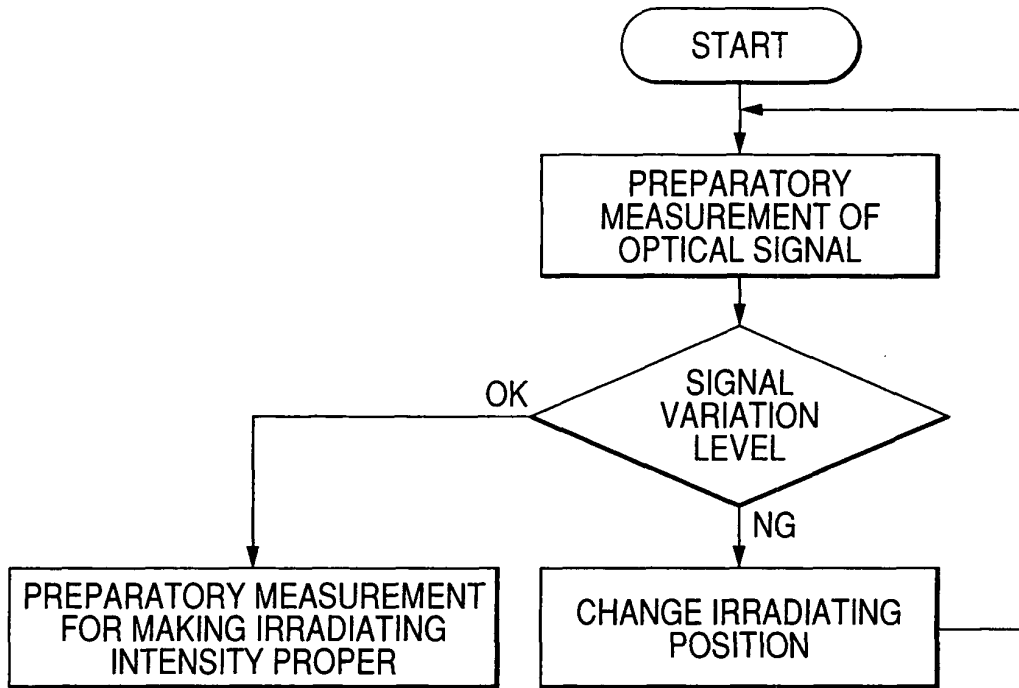 START
PREPARATORY
MEASUREMENT OF
OPTICAL SIGNAL
SIGNAL
VARIATION
LEVEL
OK
NG
PREPARATORY MEASUREMENT
FOR MAKING IRRADIATING
INTENSITY PROPER
CHANGE IRRADIATING
POSITION